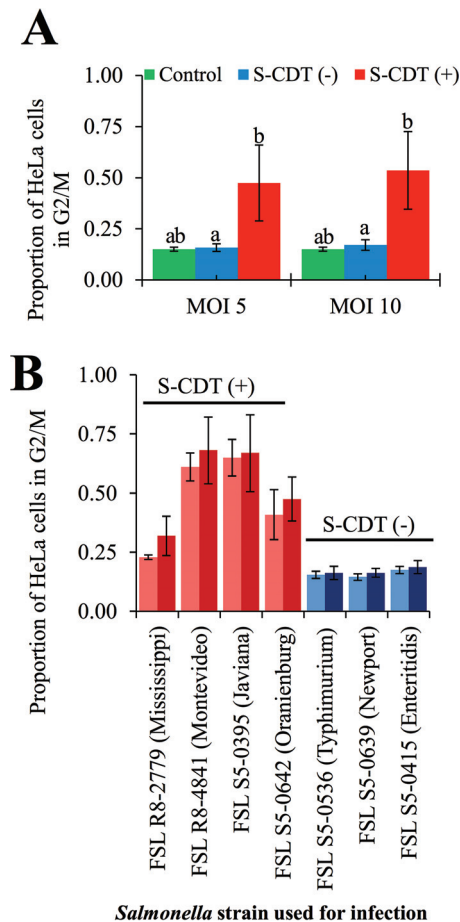 A
Control S-CDT (-) S-CDT (+)
Proportion of HeLa cells
in G2/M
1.00
0.75
0.50
0.25
0.00
ab a b ab a b
MOI 5 MOI 10
B
Proportion of HeLa cells in G2/M
1.00
0.75
0.50
0.25
0.00
S-CDT (+)
S-CDT (-)
FSL R8-2779 (Mississippi)
FSL R8-4841 (Montevideo)
FSL S5-0395 (Javiana)
FSL S5-0642 (Oranienburg)
FSL S5-0536 (Typhimurium)
FSL S5-0639 (Newport)
FSL S5-0415 (Enteritidis)
Salmonella strain used for infection